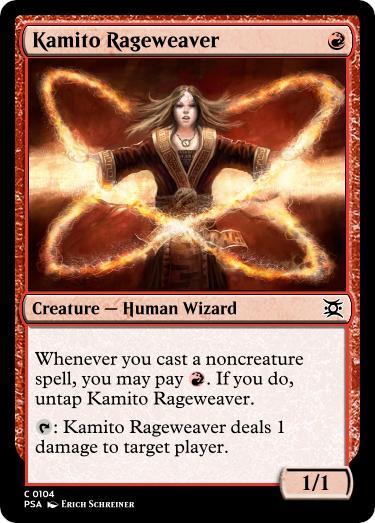 Kamito Rageweaver
Creature — Human Wizard
Whenever you cast a noncreature
spell, you may pay . If you do,
untap Kamito Rageweaver.
: Kamito Rageweaver deals 1
damage to target player.
1/1
C 0104
PSA Erich Schreiner